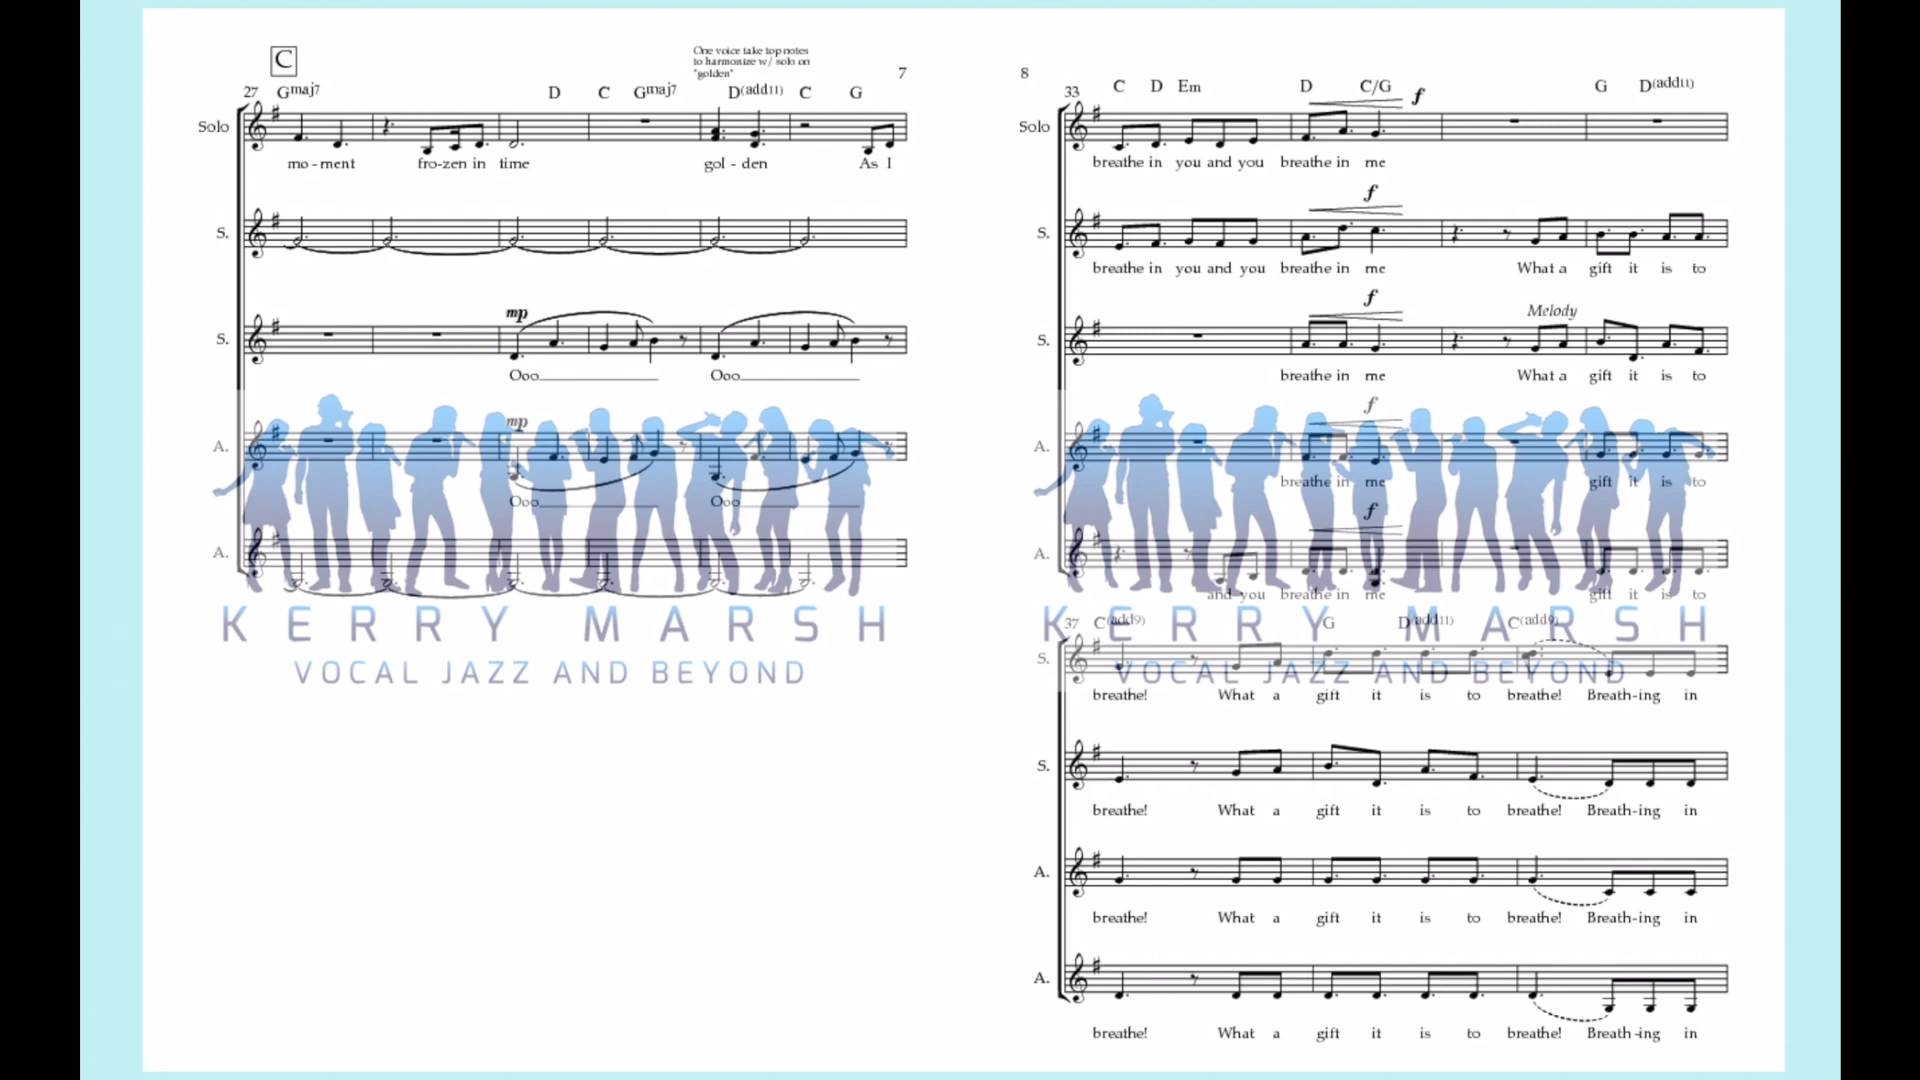 C
One voice take top notes
to harmonize w/ solo on
"golden"
7
27 Gmaj7 D C Gmaj7 D(add11) C G
Solo
mo - ment fro-zen in time gol - den As I
S.
mp
S.
Ooo Ooo
mp
A.
Ooo Ooo
A.
KERRY MARSH
VOCAL JAZZ AND BEYOND
8
33 C D Em D C/G G D(add11)
f
Solo
breathe in you and you breathe in me
f
S.
breathe in you and you breathe in me What a gift it is to
f
Melody
S.
breathe in me What a gift it is to
f
A.
breathe in me gift it is to
f
A.
and you breathe in me gift it is to
KERRY MARSH
37 C(add9) G D(add11) C(add9)
S.
VOCAL JAZZ AND BEYOND
breathe! What a gift it is to breathe! Breath-ing in
S.
breathe! What a gift it is to breathe! Breath-ing in
A.
breathe! What a gift it is to breathe! Breath-ing in
A.
breathe! What a gift it is to breathe! Breath-ing in